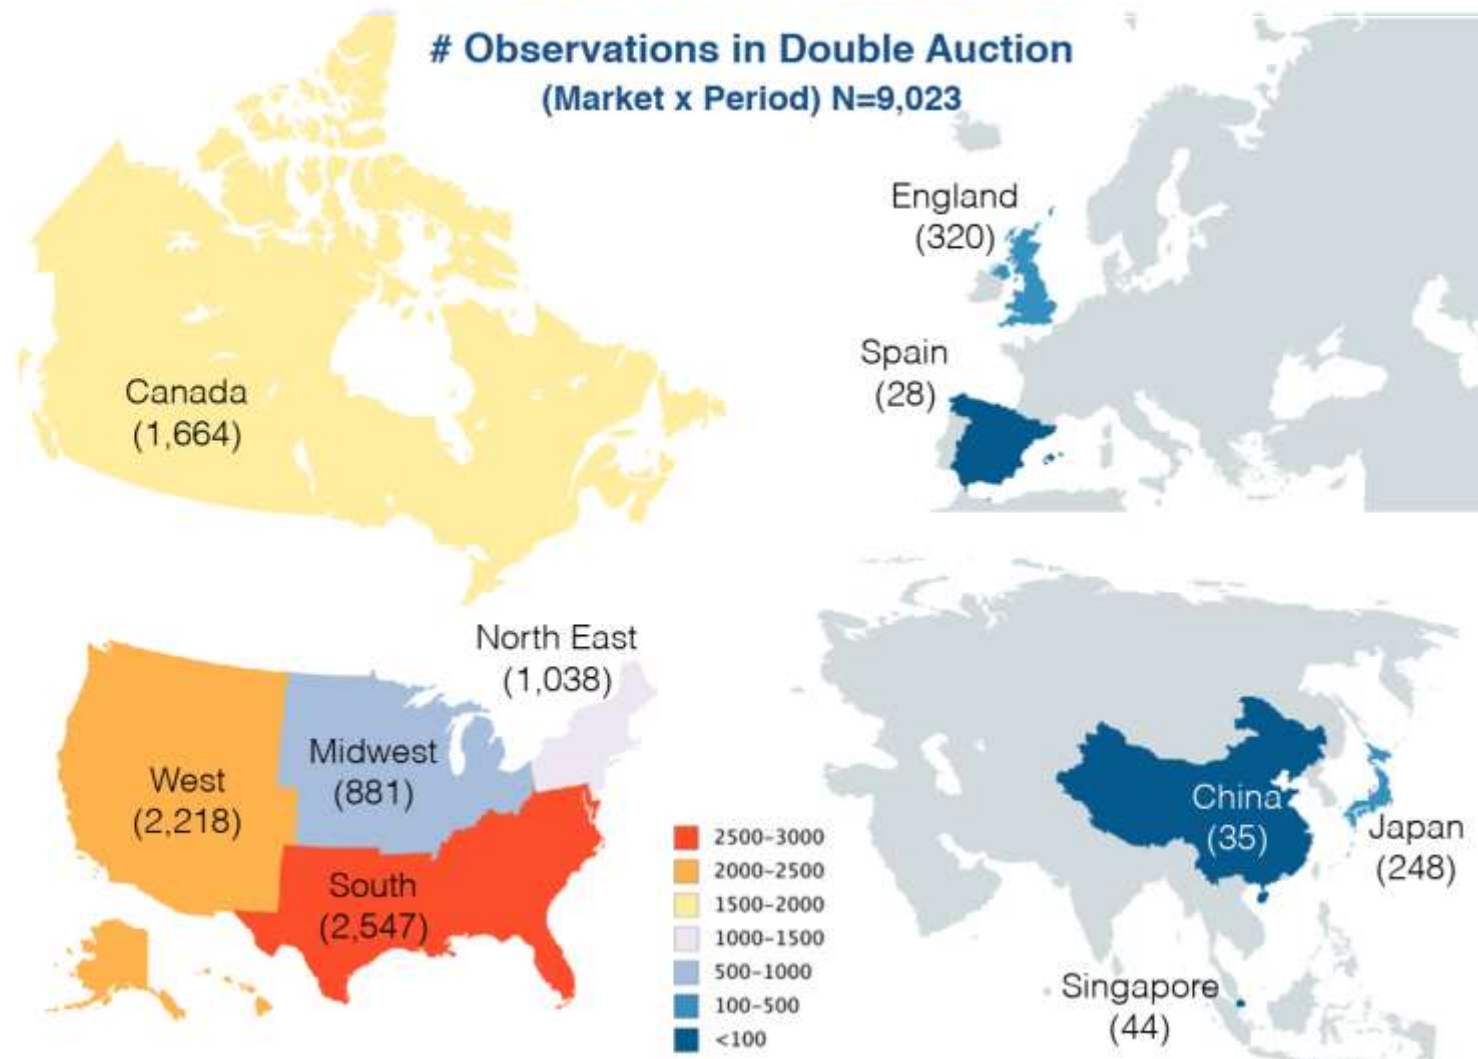 # Observations in Double Auction
(Market x Period) N=9,023
England
(320)
Spain
(28)
Canada
(1,664)
North East
(1,038)
Midwest
(881)
West
(2,218)
South
(2,547)
2500-3000
2000-2500
1500-2000
1000-1500
500-1000
100-500
<100
China
(35)
Japan
(248)
Singapore
(44)